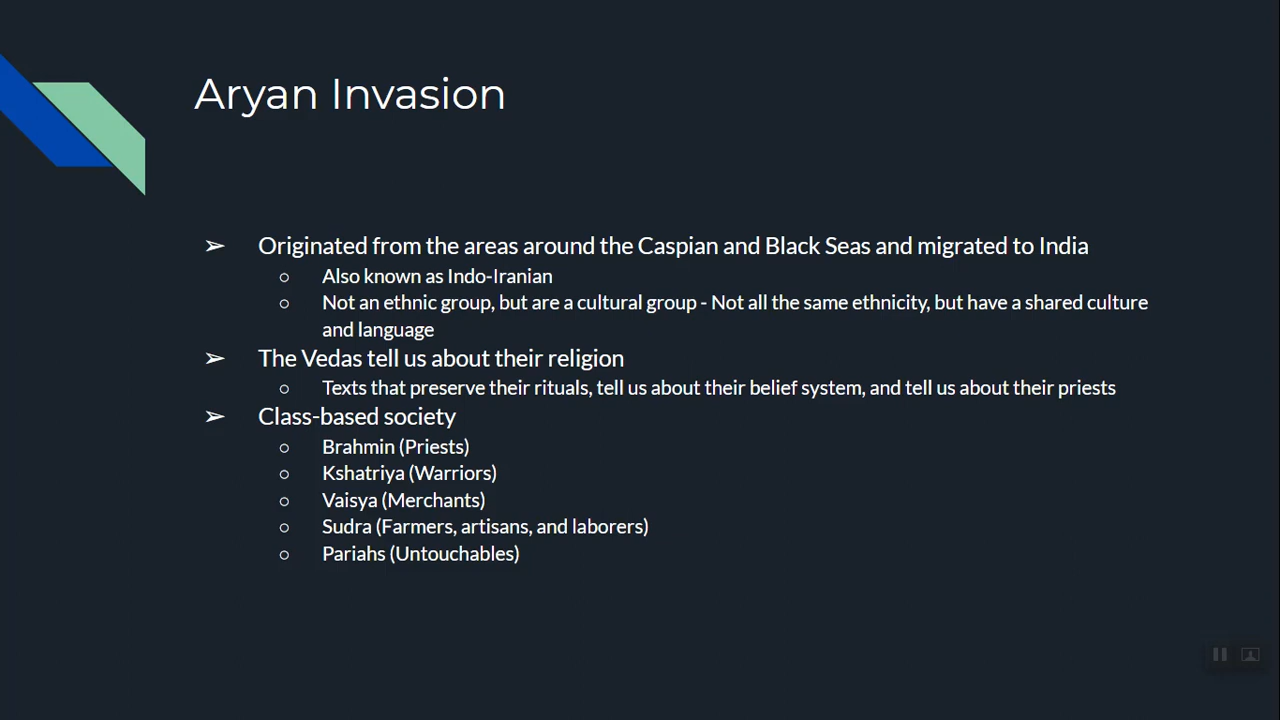 Aryan Invasion
➢ Originated from the areas around the Caspian and Black Seas and migrated to India
○ Also known as Indo-Iranian
○ Not an ethnic group, but are a cultural group - Not all the same ethnicity, but have a shared culture
and language
➢ The Vedas tell us about their religion
○ Texts that preserve their rituals, tell us about their belief system, and tell us about their priests
➢ Class-based society
○ Brahmin (Priests)
○ Kshatriya (Warriors)
○ Vaisya (Merchants)
○ Sudra (Farmers, artisans, and laborers)
○ Pariahs (Untouchables)